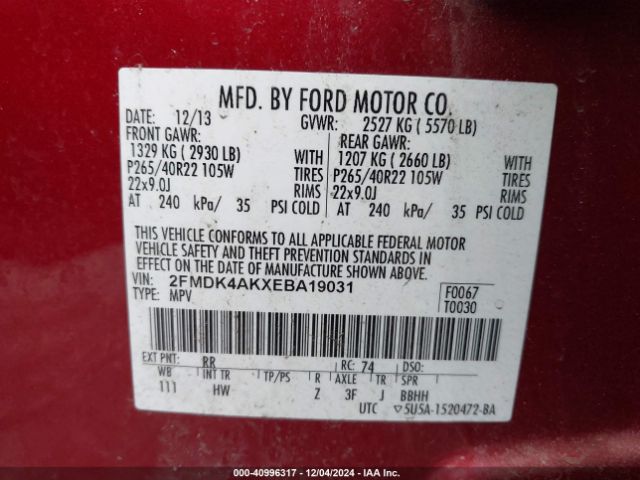 MFD. BY FORD MOTOR CO.
DATE: 12/13 GVWR: 2527 KG ( 5570 LB)
FRONT GAWR: REAR GAWR:
1329 KG ( 2930 LB) WITH 1207 KG ( 2660 LB) WITH
P265/40R22 105W TIRES P265/40R22 105W TIRES
22x9.0J RIMS 22x9.0J RIMS
AT 240 kPa/ 35 PSI COLD AT 240 kPa/ 35 PSI COLD
THIS VEHICLE CONFORMS TO ALL APPLICABLE FEDERAL MOTOR
VEHICLE SAFETY AND THEFT PREVENTION STANDARDS IN
EFFECT ON THE DATE OF MANUFACTURE SHOWN ABOVE.
VIN: 2FMDK4AKXEBA19031 F0067
TYPE: MPV T0030
EXT PNT: RR RC: 74 DSO:
WB INT TR TP/PS R AXLE TR SPR
111 HW Z 3F J BBHH
UTC ▽5U5A-1520472-BA
000-40996317 - 12/04/2024 - IAA Inc.